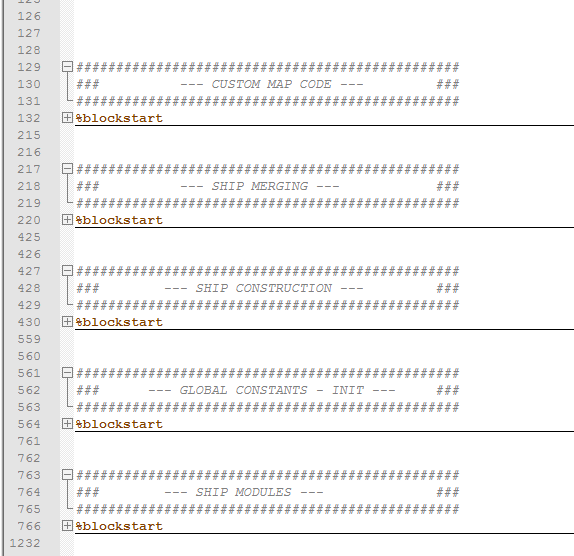 125
126
127
128
129 ################################################
130 ### --- CUSTOM MAP CODE --- ###
131 ################################################
132 %blockstart
215
216
217 ################################################
218 ### --- SHIP MERGING --- ###
219 ################################################
220 %blockstart
425
426
427 ################################################
428 ### --- SHIP CONSTRUCTION --- ###
429 ################################################
430 %blockstart
559
560
561 ################################################
562 ### --- GLOBAL CONSTANTS - INIT --- ###
563 ################################################
564 %blockstart
761
762
763 ################################################
764 ### --- SHIP MODULES --- ###
765 ################################################
766 %blockstart
1232